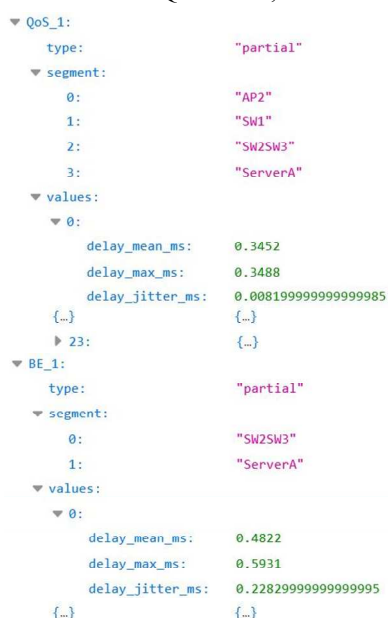 ▼ QoS_1:
type: "partial"
▼ segment:
0: "AP2"
1: "SW1"
2: "SW2SW3"
3: "ServerA"
▼ values:
▼ 0:
delay_mean_ms: 0.3452
delay_max_ms: 0.3488
delay_jitter_ms: 0.008199999999999985
{…} {…}
▶ 23: {…}
▼ BE_1:
type: "partial"
▼ segment:
0: "SW2SW3"
1: "ServerA"
▼ values:
▼ 0:
delay_mean_ms: 0.4822
delay_max_ms: 0.5931
delay_jitter_ms: 0.22829999999999995
{…} {…}